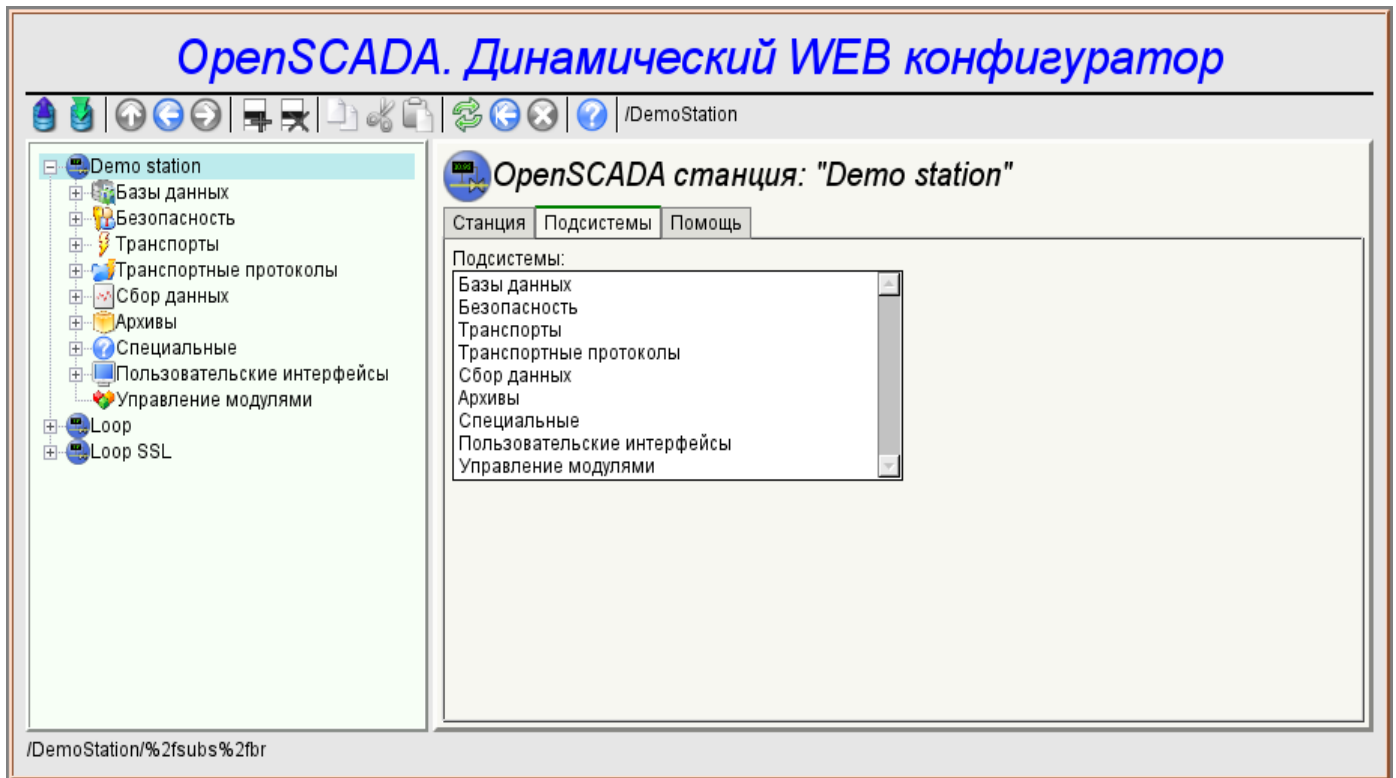 OpenSCADA. Динамический WEB конфигуратор
/DemoStation
Demo station
Базы данных
Безопасность
Транспорты
Транспортные протоколы
Сбор данных
Архивы
Специальные
Пользовательские интерфейсы
Управление модулями
Loop
Loop SSL
OpenSCADA станция: "Demo station"
Станция Подсистемы Помощь
Подсистемы:
Базы данных
Безопасность
Транспорты
Транспортные протоколы
Сбор данных
Архивы
Специальные
Пользовательские интерфейсы
Управление модулями
/DemoStation/%2fsubs%2fbr